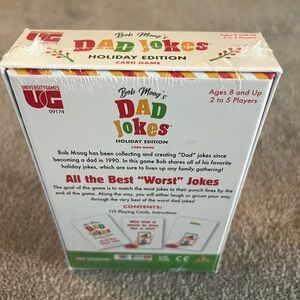 UNIVERSITY GAMES
UG
09174
Bob Moog's
DAD JOKES
HOLIDAY EDITION
CARD GAME
Ages 8 and Up
2 to 5 Players
UNIVERSITY GAMES
UG
09174
Bob Moog's
DAD
JOKES
HOLIDAY EDITION
CARD GAME
Ages 8 and Up
2 to 5 Players
Bob Moog has been collecting and creating "Dad" jokes since
becoming a dad in 1990. In this game Bob shares all of his favorite
holiday jokes, which are sure to liven up any family gathering!
All the Best "Worst" Jokes
The goal of the game is to match the most jokes to their punch lines by the
end of the game. Along the way, you will either laugh or groan your way
through the very best of the worst dad jokes.
CONTENTS:
110 Playing Cards, Instructions